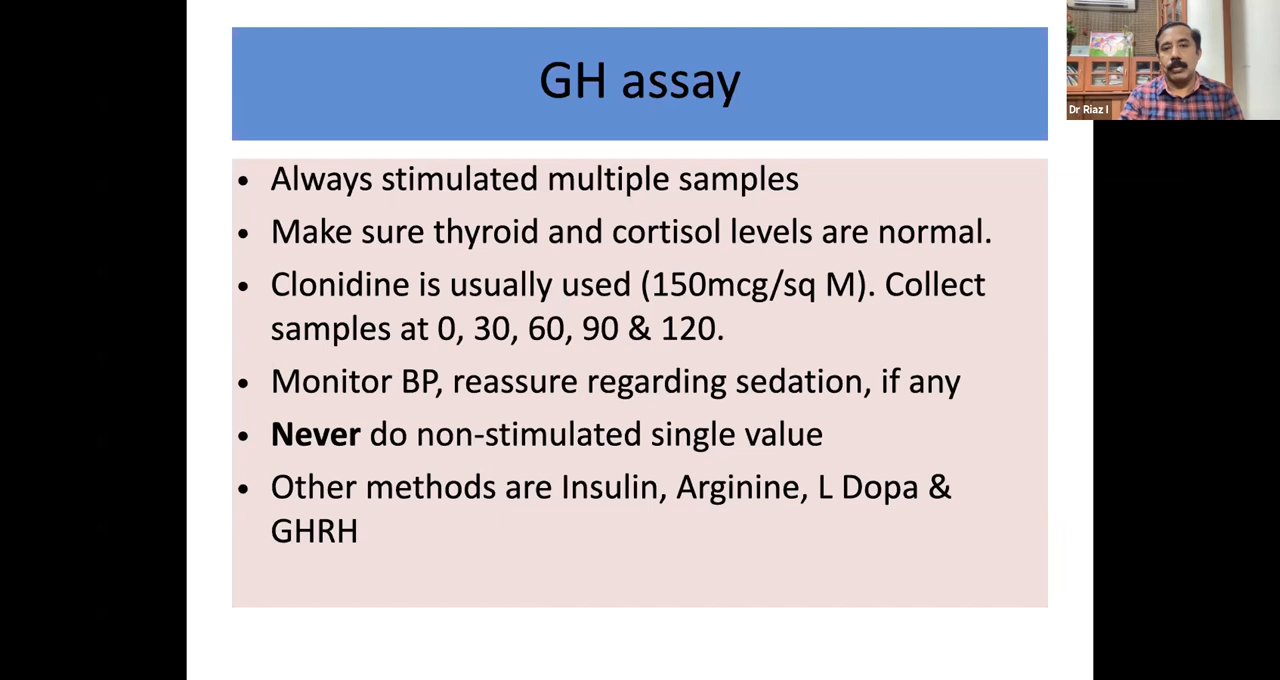 GH assay
Dr Riaz I
• Always stimulated multiple samples
• Make sure thyroid and cortisol levels are normal.
• Clonidine is usually used (150mcg/sq M). Collect
samples at 0, 30, 60, 90 & 120.
• Monitor BP, reassure regarding sedation, if any
• Never do non-stimulated single value
• Other methods are Insulin, Arginine, L Dopa &
GHRH